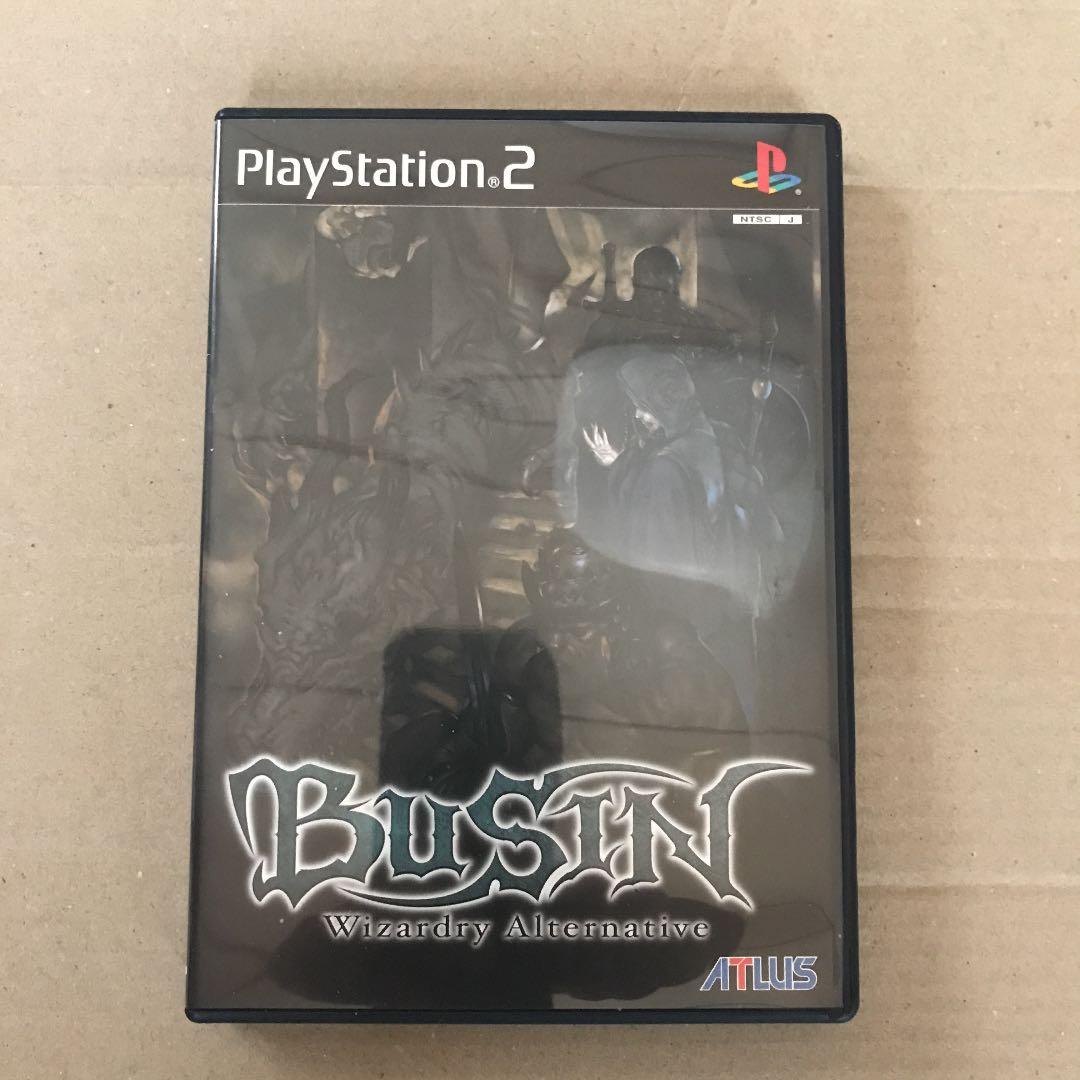 PlayStation®2
NTSC J
BUSIN
Wizardry Alternative
ATLUS